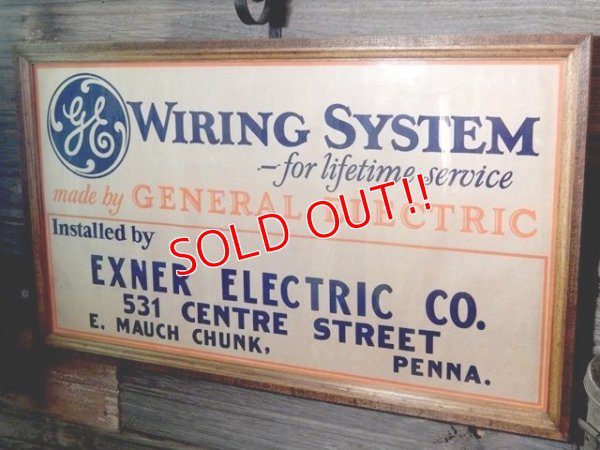 GE WIRING SYSTEM
-for lifetime service
made by GENERAL ELECTRIC
SOLD OUT!!
Installed by
EXNER ELECTRIC CO.
531 CENTRE STREET
E. MAUCH CHUNK, PENNA.